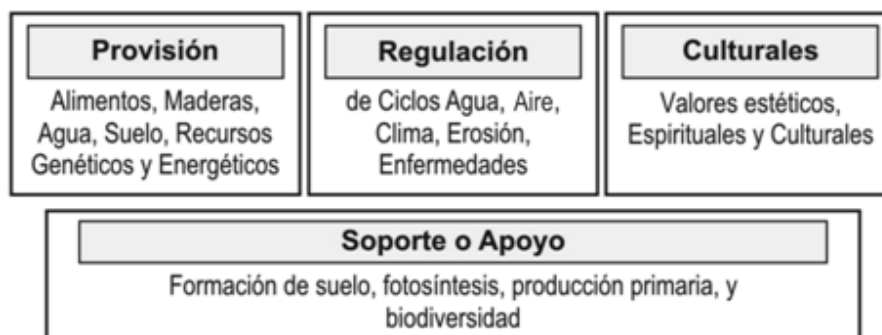 Provisión
Alimentos, Maderas,
Agua, Suelo, Recursos
Genéticos y Energéticos
Regulación
de Ciclos Agua, Aire,
Clima, Erosión,
Enfermedades
Culturales
Valores estéticos,
Espirituales y Culturales
Soporte o Apoyo
Formación de suelo, fotosíntesis, producción primaria, y
biodiversidad